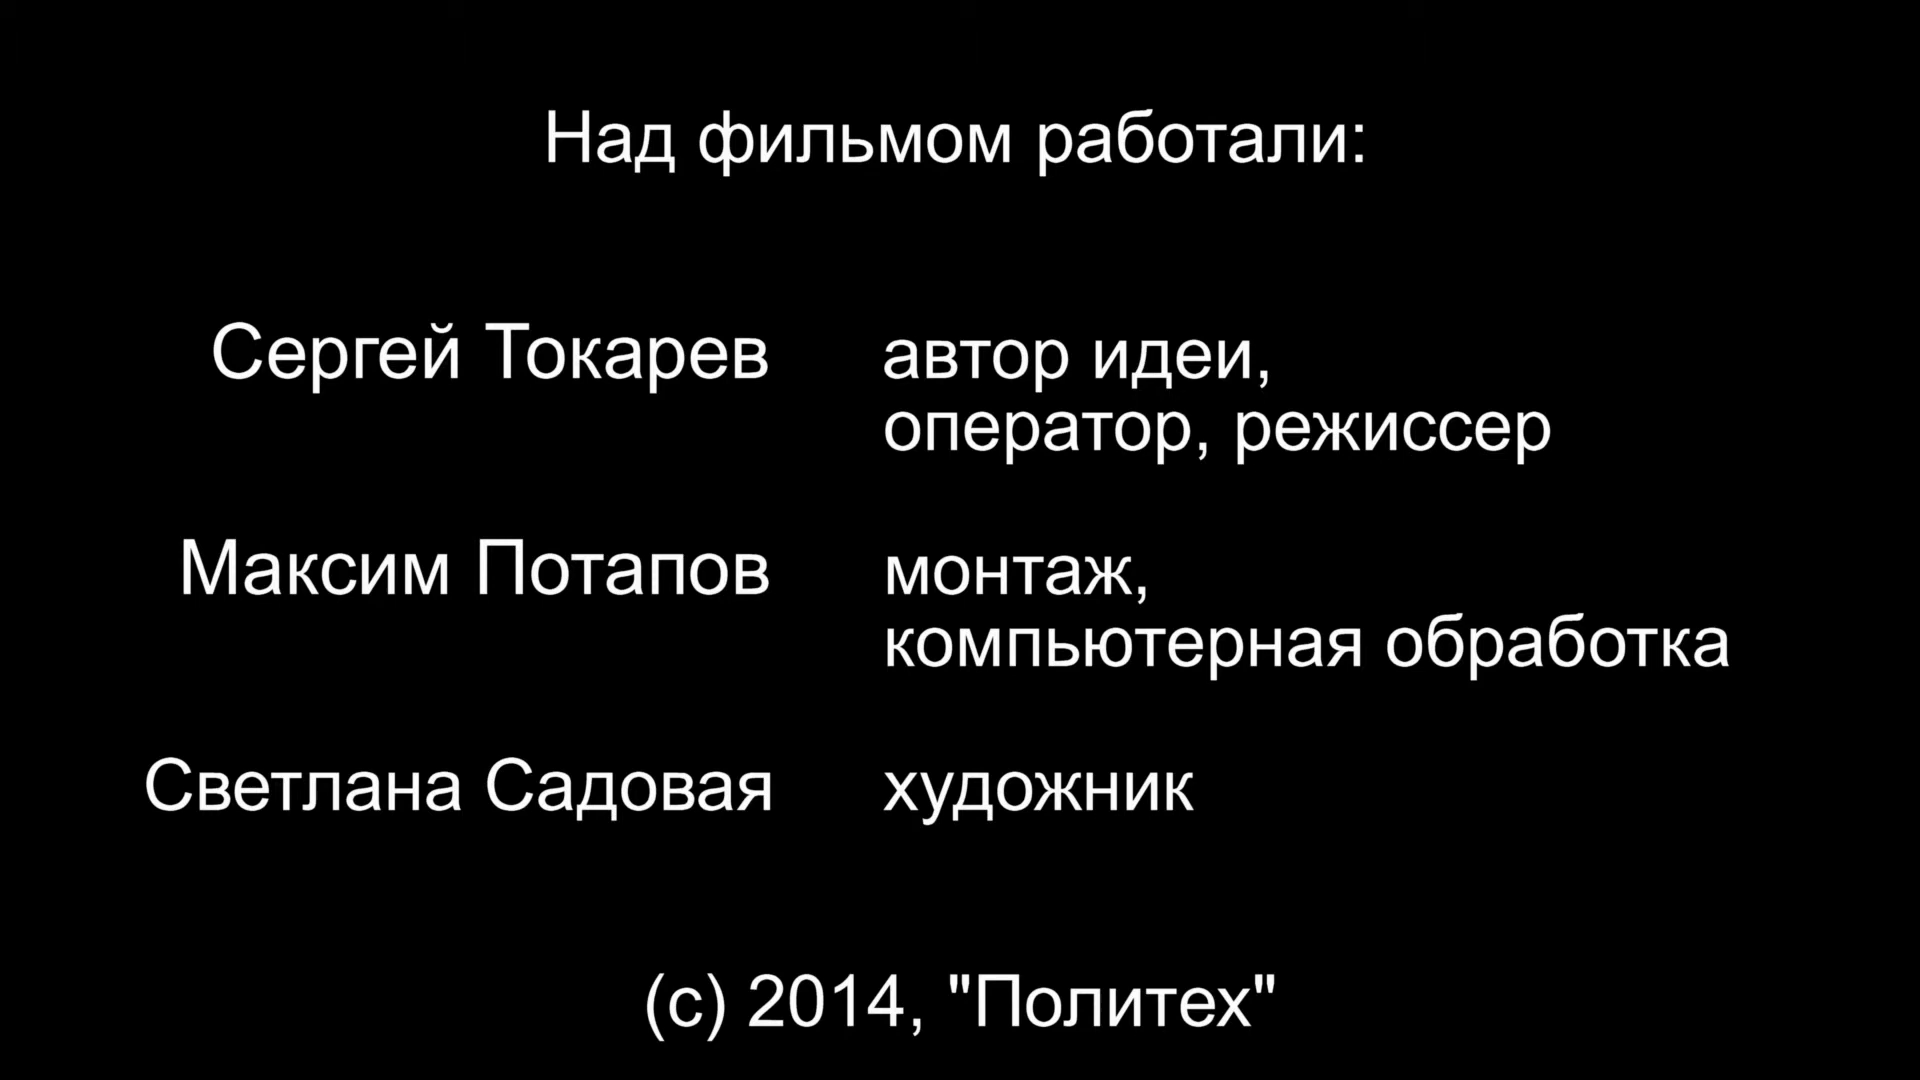 Над фильмом работали:
Сергей Токарев автор идеи,
оператор, режиссер
Максим Потапов монтаж,
компьютерная обработка
Светлана Садовая художник
(с) 2014, "Политех"